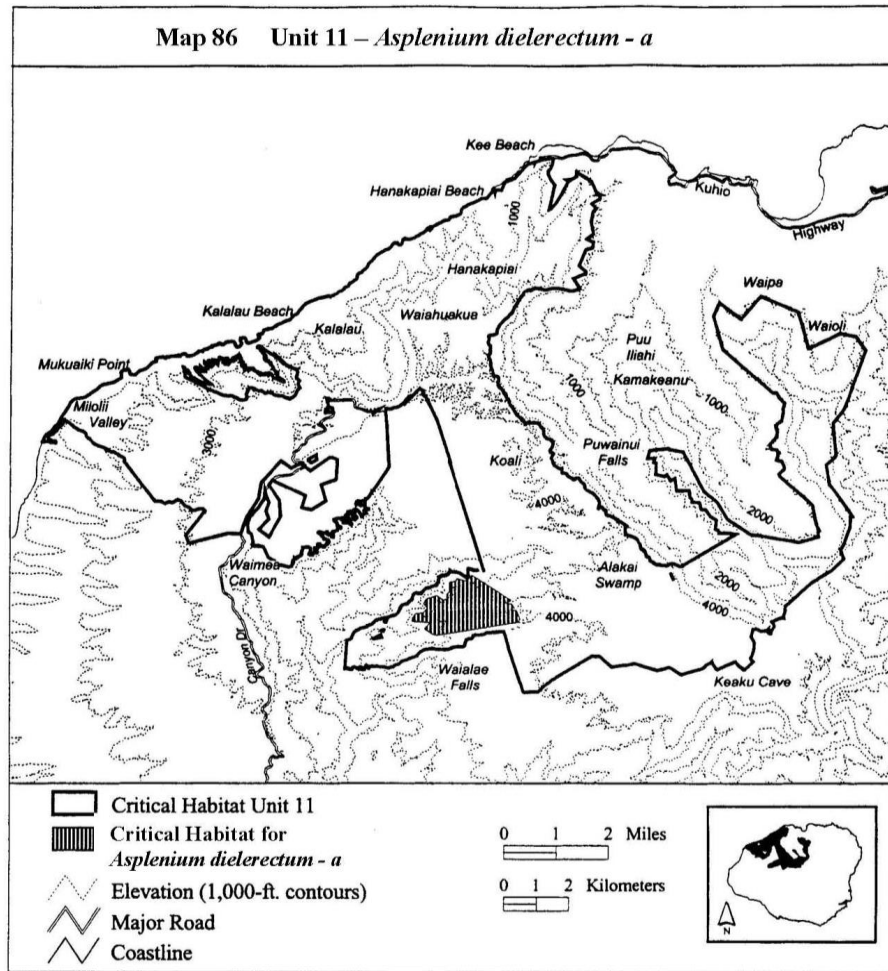 Map 86 Unit 11 – Asplenium dielerectum - a
Kee Beach
Hanakapiai Beach
Kuhio
Highway
1000
Hanakapiai
Waipa
Kalalau Beach
Waiahuakua
Kalalau
Waioli
Puu
Iliahi
Mukuaiki Point
Kamakeanu
1000
1000
Milolii
Valley
3000
Puwainui
Falls
Koali
4000
2000
Waimea
Canyon
Alakai
Swamp
2000
4000
4000
Canyon Dr
Waialae
Falls
Keaku Cave
Critical Habitat Unit 11
Critical Habitat for
Asplenium dielerectum - a
Elevation (1,000-ft. contours)
Major Road
Coastline
0 1 2 Miles
0 1 2 Kilometers
N